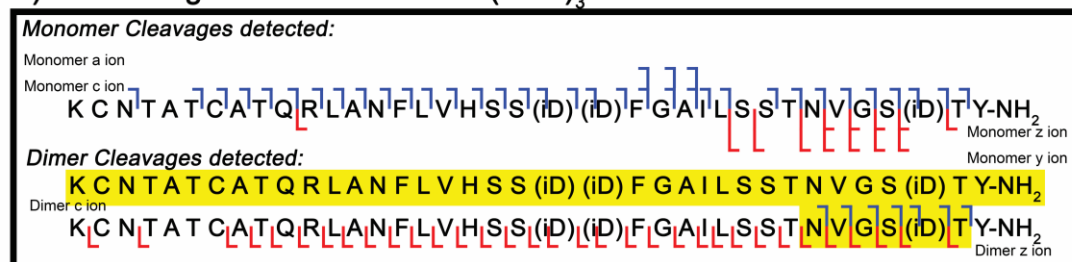 Monomer Cleavages detected:
Monomer a ion
Monomer c ion
K C N T A T C A T Q R L A N F L V H S S (iD) (iD) F G A I L S S T N V G S (iD) T Y-NH2
Monomer z ion
Dimer Cleavages detected:
Monomer y ion
K C N T A T C A T Q R L A N F L V H S S (iD) (iD) F G A I L S S T N V G S (iD) T Y-NH2
Dimer c ion
K C N T A T C A T Q R L A N F L V H S S (iD) (iD) F G A I L S S T N V G S (iD) T Y-NH2
Dimer z ion